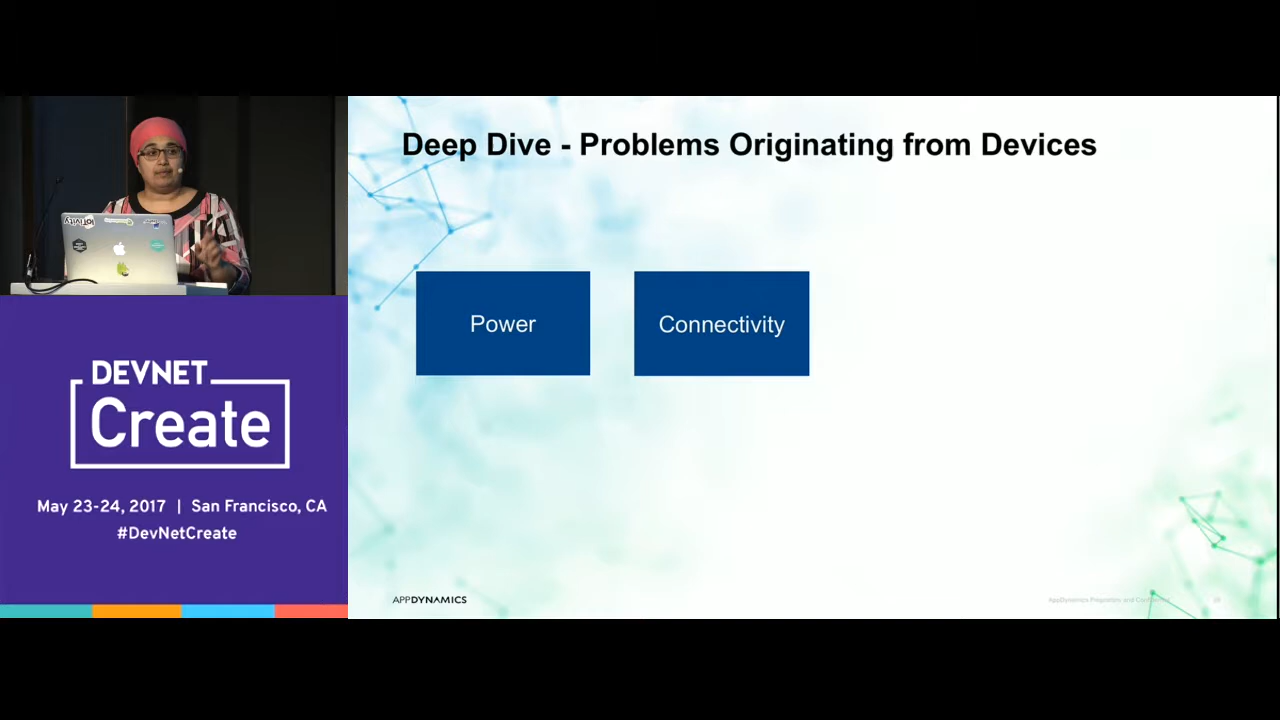 Deep Dive - Problems Originating from Devices
Power
Connectivity
IoTivity
DEVNET
Create
May 23-24, 2017 | San Francisco, CA
#DevNetCreate
APPDYNAMICS